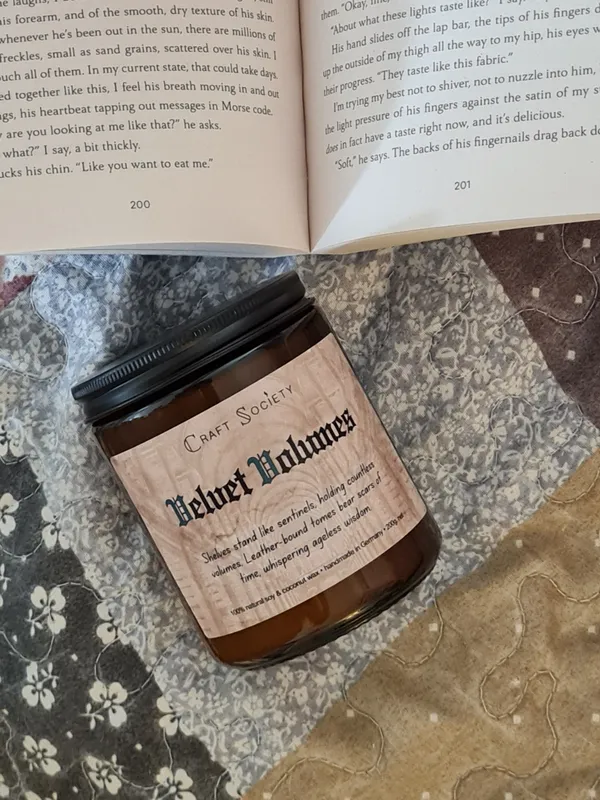 he laughs, I
his forearm, and of the smooth, dry texture of his skin.
whenever he's been out in the sun, there are millions of
freckles, small as sand grains, scattered over his skin. I
ouch all of them. In my current state, that could take days.
ed together like this, I feel his breath moving in and out
ngs, his heartbeat tapping out messages in Morse code.
y are you looking at me like that?" he asks.
what?" I say, a bit thickly.
ucks his chin. "Like you want to eat me."
200
them. "Okay, fine,
"About what these lights taste like?" I say
His hand slides off the lap bar, the tips of his fingers d
up the outside of my thigh all the way to my hip, his eyes w
their progress. "They taste like this fabric."
I'm trying my best not to shiver, not to nuzzle into him,
the light pressure of his fingers against the satin of my s
does in fact have a taste right now, and it's delicious.
"Soft," he says. The backs of his fingernails drag back do
201
Craft Society
Velvet Volumes
Shelves stand like sentinels, holding countless
volumes. Leather-bound tomes bear scars of
time, whispering ageless wisdom.
100% natural soy & coconut wax • handmade in Germany • 200g